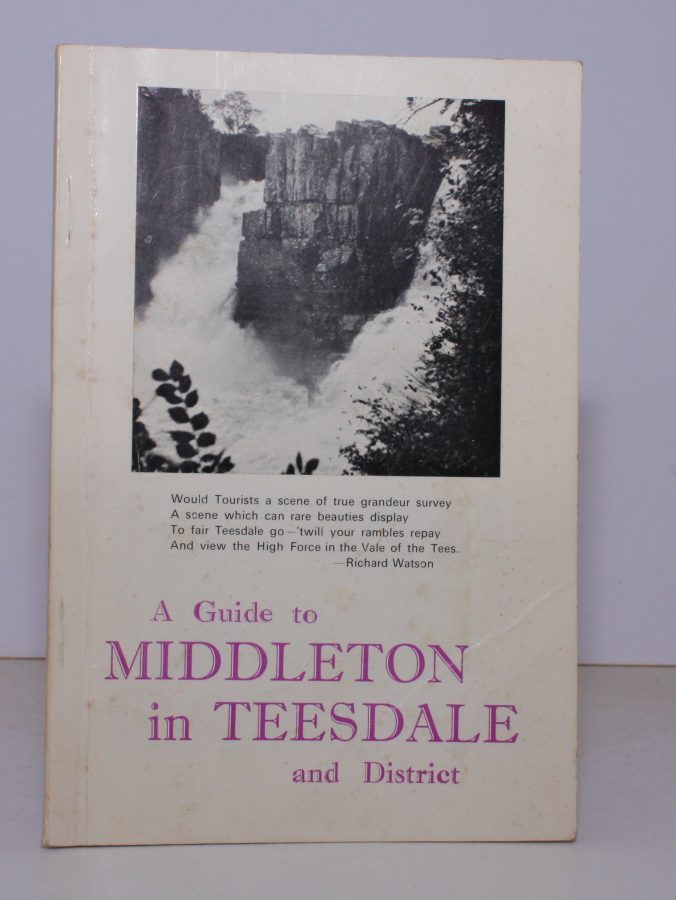 Would Tourists a scene of true grandeur survey
A scene which can rare beauties display
To fair Teesdale go—'twill your rambles repay
And view the High Force in the Vale of the Tees.
—Richard Watson
A Guide to
MIDDLETON
in TEESDALE
and District